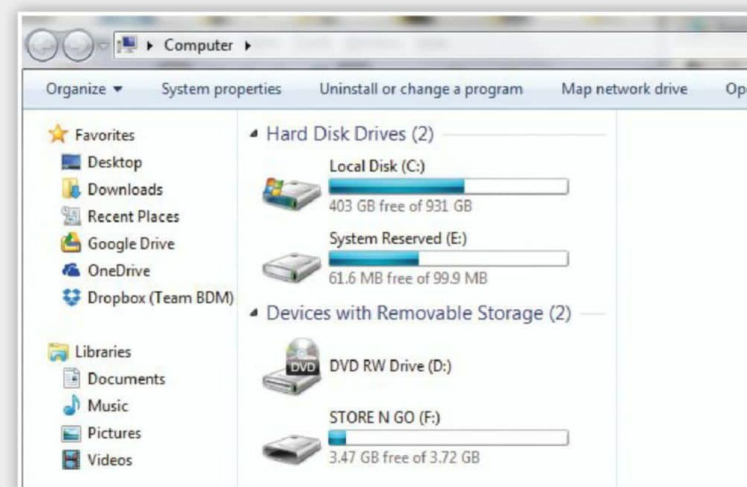 Computer
Organize System properties Uninstall or change a program Map network drive Op
Favorites
Desktop
Downloads
Recent Places
Google Drive
OneDrive
Dropbox (Team BDM)
Libraries
Documents
Music
Pictures
Videos
Hard Disk Drives (2)
Local Disk (C:)
403 GB free of 931 GB
System Reserved (E:)
61.6 MB free of 99.9 MB
Devices with Removable Storage (2)
DVD
DVD RW Drive (D:)
STORE N GO (F:)
3.47 GB free of 3.72 GB